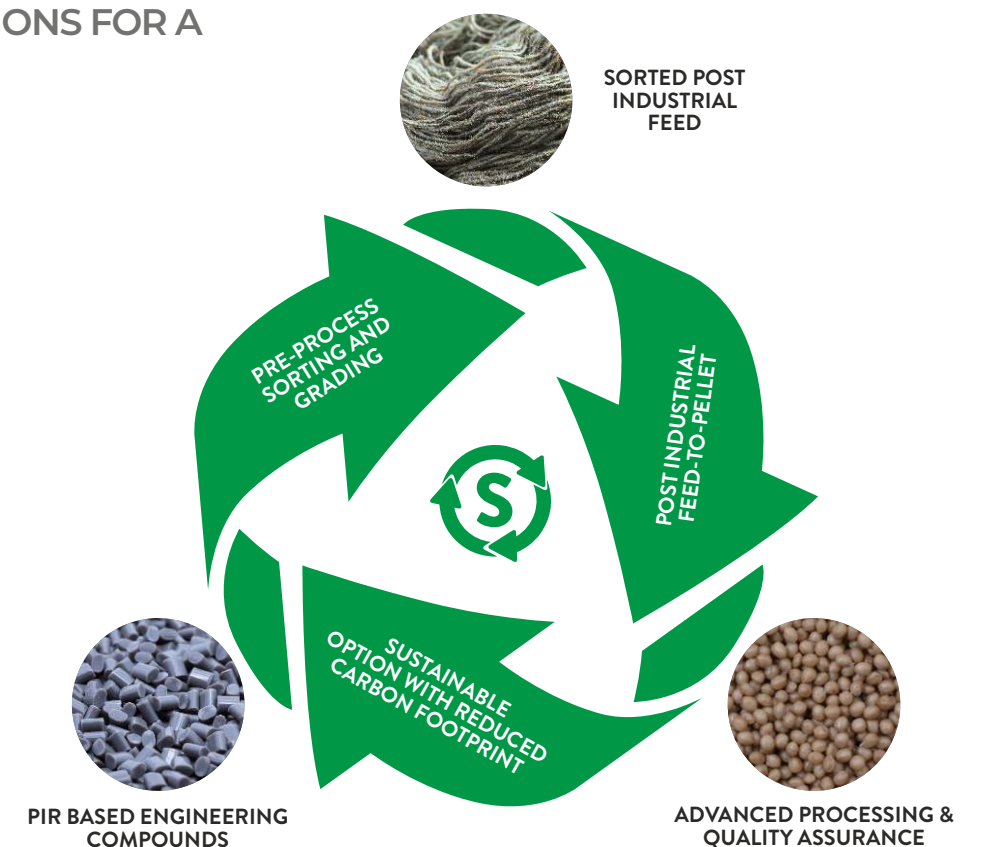 ONS FOR A
SORTED POST
INDUSTRIAL
FEED
PRE-PROCESS
SORTING AND
GRADING
POST INDUSTRIAL
FEED-TO-PELLET
S
SUSTAINABLE
OPTION WITH REDUCED
CARBON FOOTPRINT
PIR BASED ENGINEERING
COMPOUNDS
ADVANCED PROCESSING &
QUALITY ASSURANCE